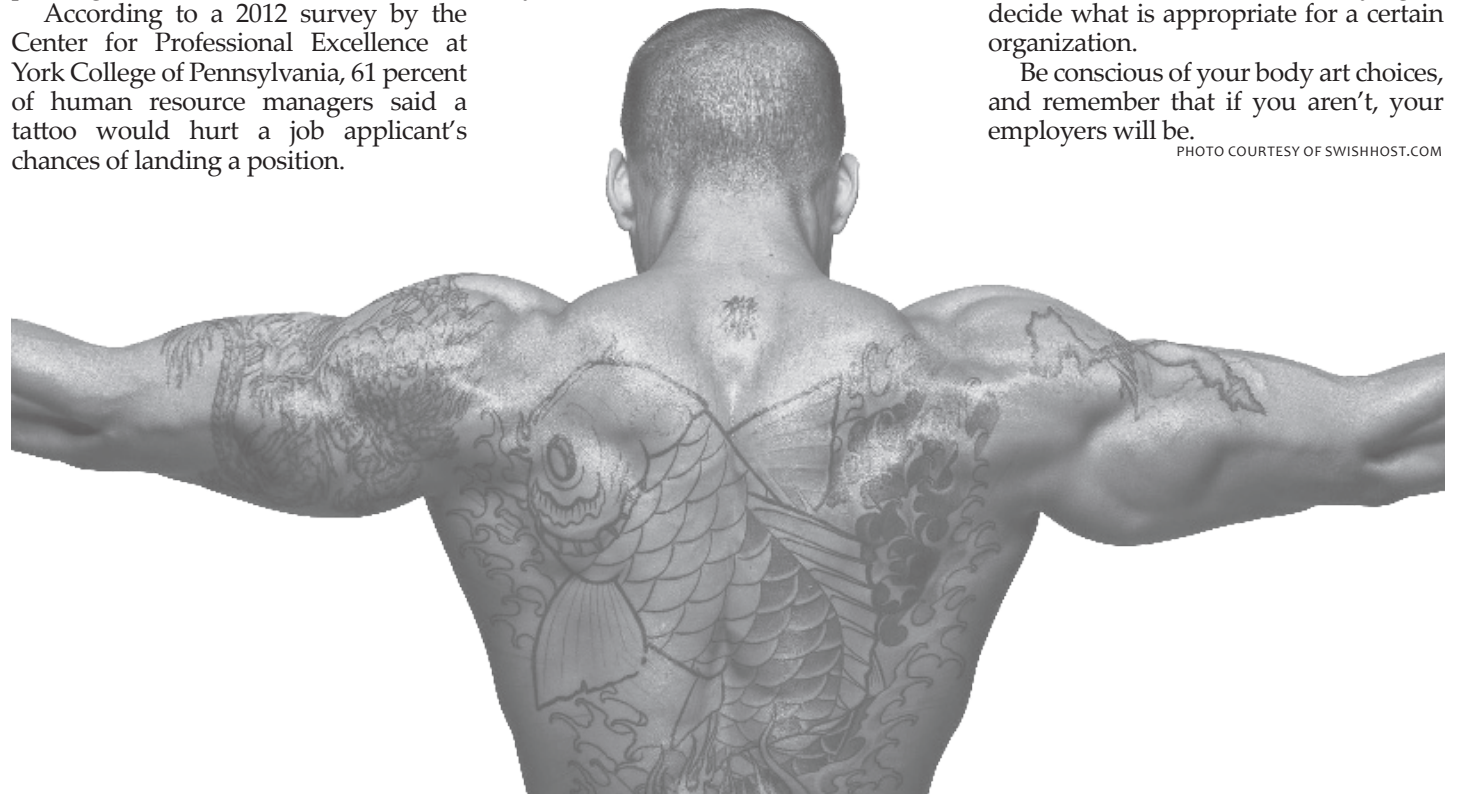 According to a 2012 survey by the
Center for Professional Excellence at
York College of Pennsylvania, 61 percent
of human resource managers said a
tattoo would hurt a job applicant's
chances of landing a position.
decide what is appropriate for a certain
organization.
Be conscious of your body art choices,
and remember that if you aren't, your
employers will be.
PHOTO COURTESY OF SWISHHOST.COM